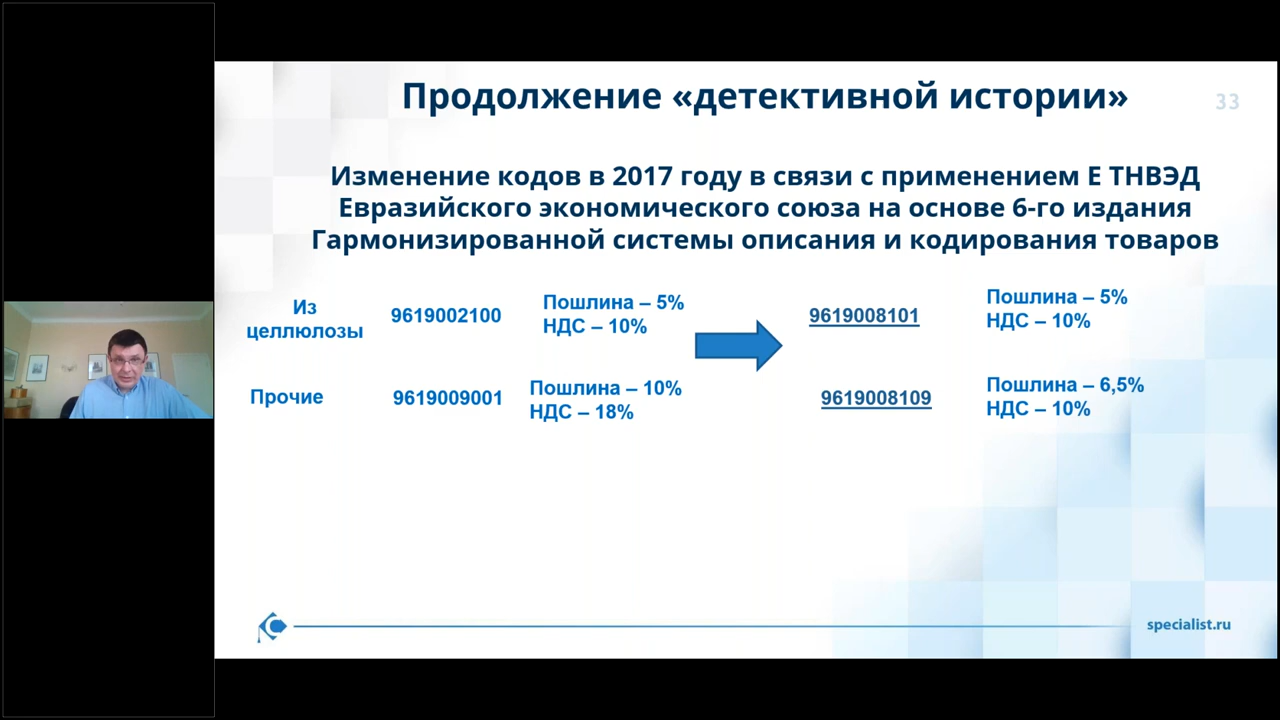 Продолжение «детективной истории»
33
Изменение кодов в 2017 году в связи с применением Е ТНВЭД
Евразийского экономического союза на основе 6-го издания
Гармонизированной системы описания и кодирования товаров
Из
целлюлозы
9619002100
Пошлина – 5%
НДС – 10%
9619008101
Пошлина – 5%
НДС – 10%
Прочие
9619009001
Пошлина – 10%
НДС – 18%
9619008109
Пошлина – 6,5%
НДС – 10%
specialist.ru